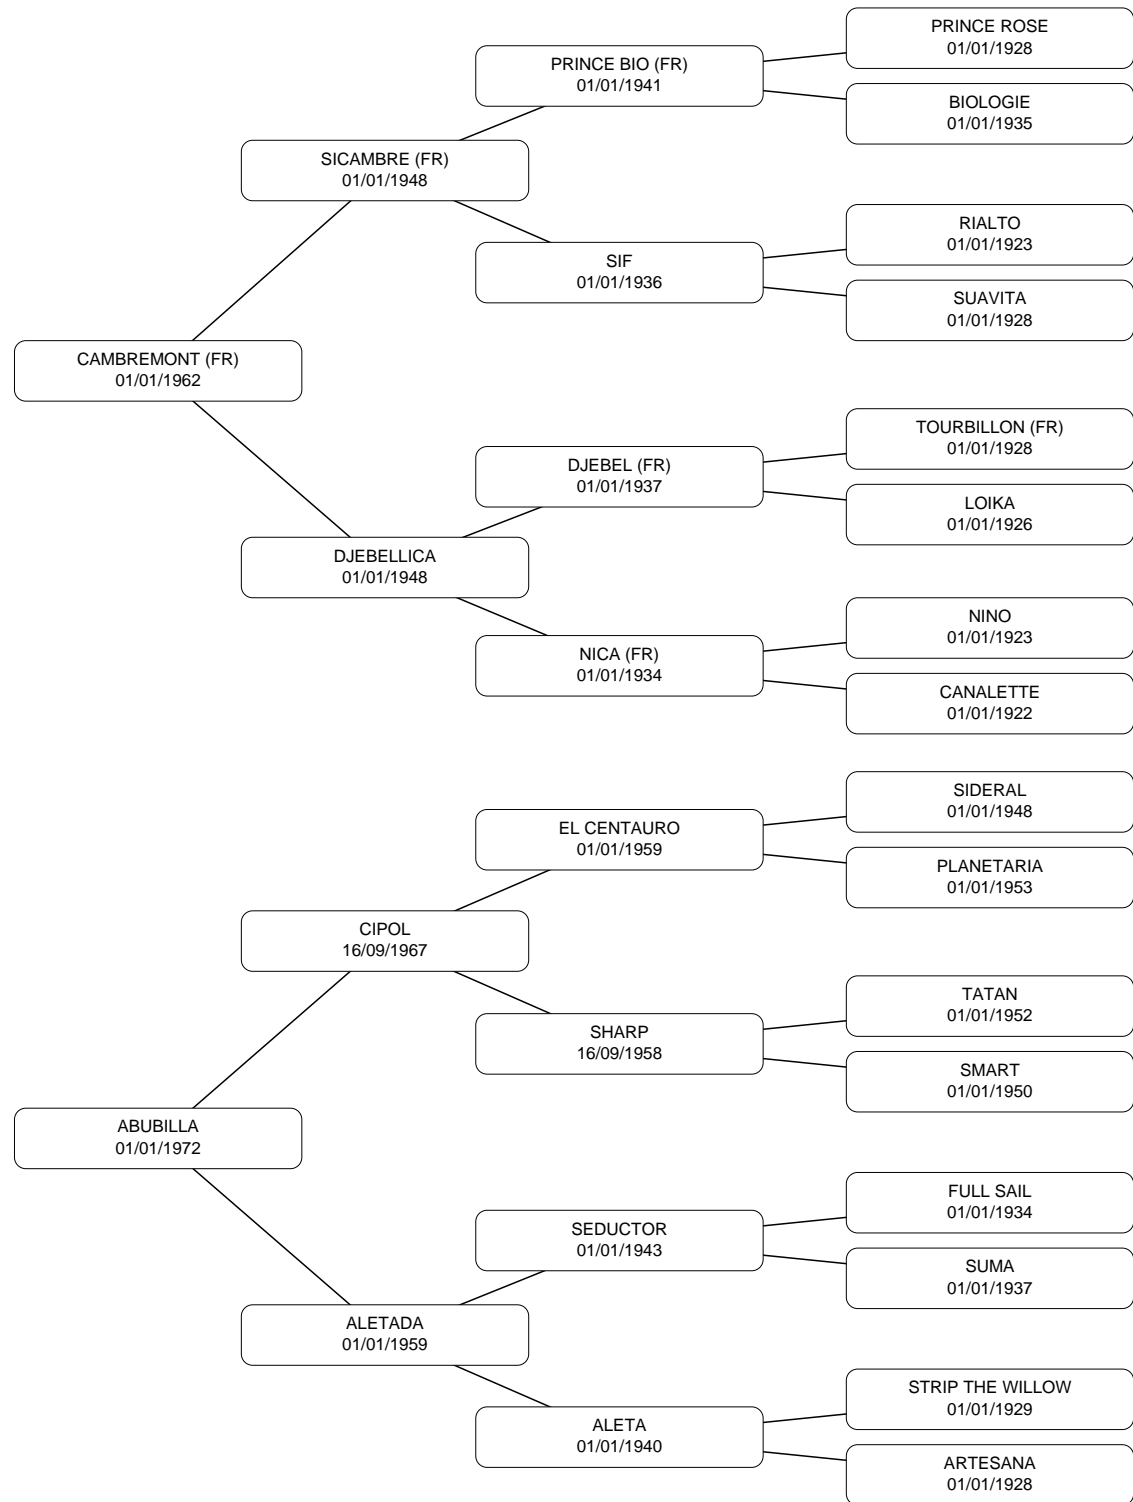 PRINCE ROSE
01/01/1928
PRINCE BIO (FR)
01/01/1941
BIOLOGIE
01/01/1935
SICAMBRE (FR)
01/01/1948
RIALTO
01/01/1923
SIF
01/01/1936
SUAVITA
01/01/1928
CAMBREMONT (FR)
01/01/1962
TOURBILLON (FR)
01/01/1928
DJEBEL (FR)
01/01/1937
LOIKA
01/01/1926
DJEBELLICA
01/01/1948
NINO
01/01/1923
NICA (FR)
01/01/1934
CANALETTE
01/01/1922
SIDERAL
01/01/1948
EL CENTAURO
01/01/1959
PLANETARIA
01/01/1953
CIPOL
16/09/1967
TATAN
01/01/1952
SHARP
16/09/1958
SMART
01/01/1950
ABUBILLA
01/01/1972
FULL SAIL
01/01/1934
SEDUCTOR
01/01/1943
SUMA
01/01/1937
ALETADA
01/01/1959
STRIP THE WILLOW
01/01/1929
ALETA
01/01/1940
ARTESANA
01/01/1928